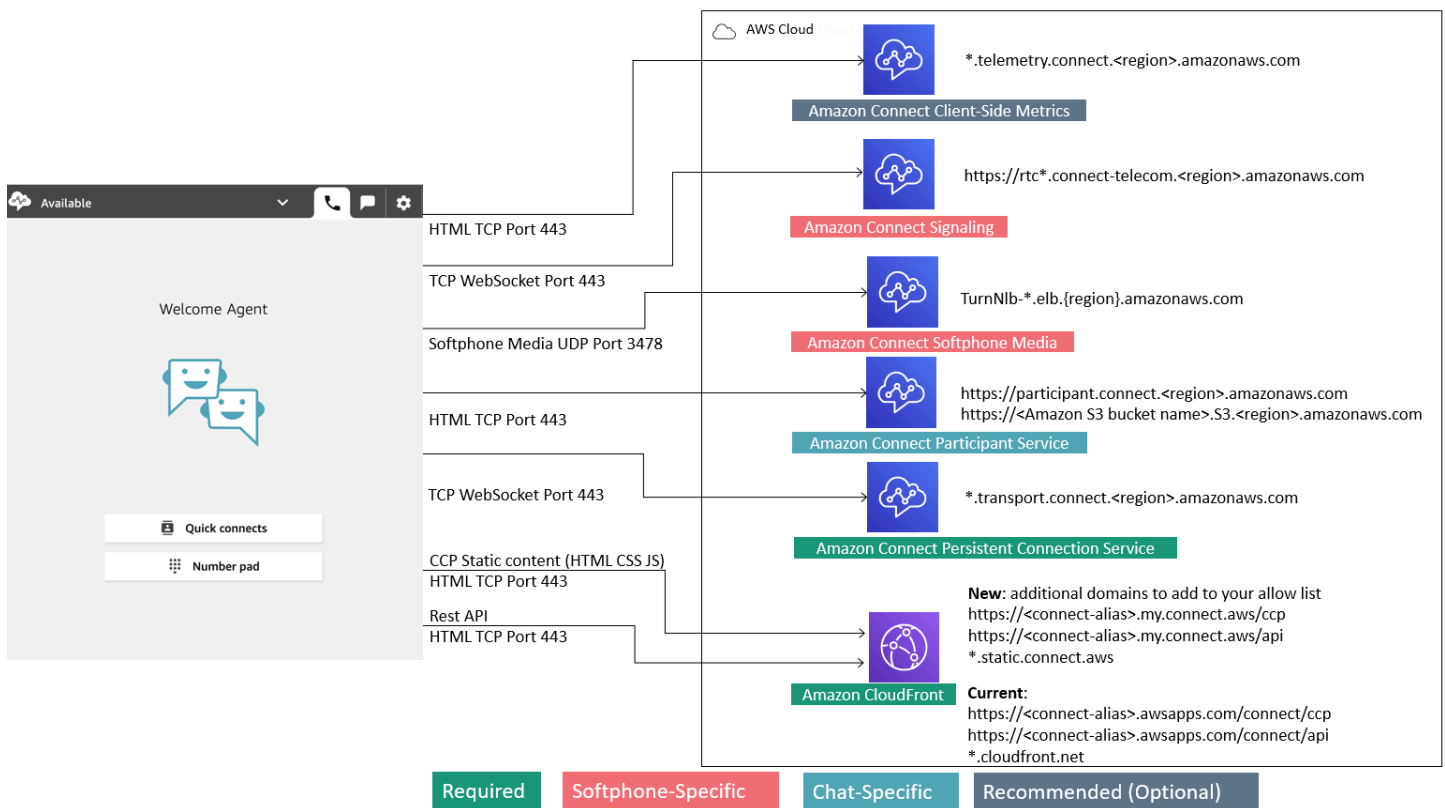 AWS Cloud
*.telemetry.connect.<region>.amazonaws.com
Amazon Connect Client-Side Metrics
https://rtc*.connect-telecom.<region>.amazonaws.com
Amazon Connect Signaling
TurnNlb-*.elb.{region}.amazonaws.com
Amazon Connect Softphone Media
https://participant.connect.<region>.amazonaws.com
https://<Amazon S3 bucket name>.S3.<region>.amazonaws.com
Amazon Connect Participant Service
*.transport.connect.<region>.amazonaws.com
Amazon Connect Persistent Connection Service
New: additional domains to add to your allow list
https://<connect-alias>.my.connect.aws/ccp
https://<connect-alias>.my.connect.aws/api
*.static.connect.aws
Amazon CloudFront
Current:
https://<connect-alias>.awsapps.com/connect/ccp
https://<connect-alias>.awsapps.com/connect/api
*.cloudfront.net
Available
Welcome Agent
Quick connects
Number pad
HTML TCP Port 443
TCP WebSocket Port 443
Softphone Media UDP Port 3478
HTML TCP Port 443
TCP WebSocket Port 443
CCP Static content (HTML CSS JS)
HTML TCP Port 443
Rest API
HTML TCP Port 443
Required
Softphone-Specific
Chat-Specific
Recommended (Optional)